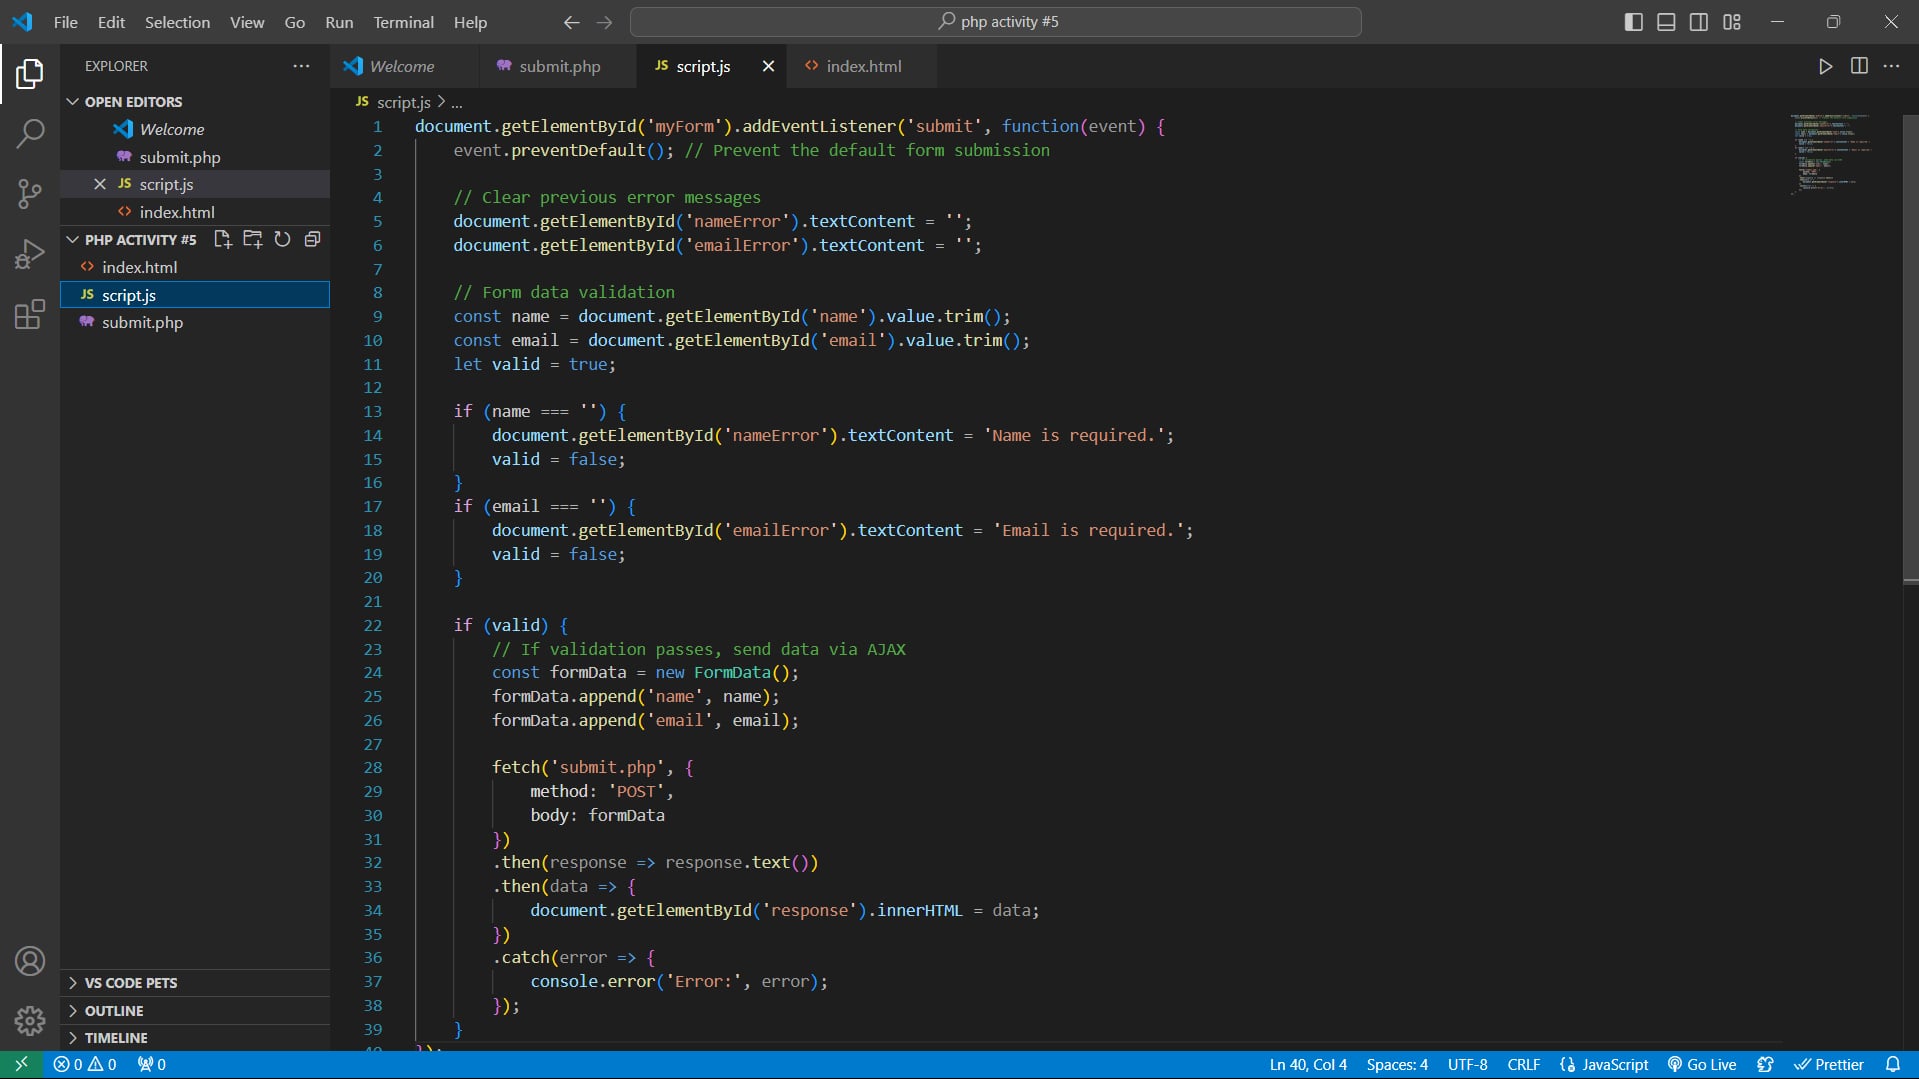 File Edit Selection View Go Run Terminal Help
php activity #5
EXPLORER
OPEN EDITORS
Welcome
submit.php
JS script.js
index.html
PHP ACTIVITY #5
index.html
JS script.js
submit.php
VS CODE PETS
OUTLINE
TIMELINE
Welcome submit.php JS script.js index.html
JS script.js > ...
1 document.getElementById('myForm').addEventListener('submit', function(event) {
2 event.preventDefault(); // Prevent the default form submission
3
4 // Clear previous error messages
5 document.getElementById('nameError').textContent = '';
6 document.getElementById('emailError').textContent = '';
7
8 // Form data validation
9 const name = document.getElementById('name').value.trim();
10 const email = document.getElementById('email').value.trim();
11 let valid = true;
12
13 if (name === '') {
14 document.getElementById('nameError').textContent = 'Name is required.';
15 valid = false;
16 }
17 if (email === '') {
18 document.getElementById('emailError').textContent = 'Email is required.';
19 valid = false;
20 }
21
22 if (valid) {
23 // If validation passes, send data via AJAX
24 const formData = new FormData();
25 formData.append('name', name);
26 formData.append('email', email);
27
28 fetch('submit.php', {
29 method: 'POST',
30 body: formData
31 })
32 .then(response => response.text())
33 .then(data => {
34 document.getElementById('response').innerHTML = data;
35 })
36 .catch(error => {
37 console.error('Error:', error);
38 });
39 }
40 });
0 0 0
Ln 40, Col 4 Spaces: 4 UTF-8 CRLF {} JavaScript Go Live Prettier